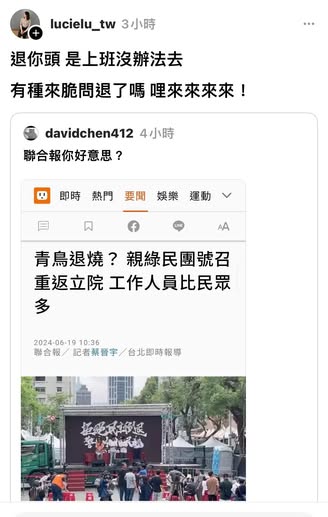 lucielu_tw 3小時
退你頭 是上班沒辦法去
有種來脆問退了嗎 哩來來來來！
davidchen412 4小時
聯合報你好意思？
即時 熱門 要聞 娛樂 運動
AA
青鳥退燒？ 親綠民團號召
重返立院 工作人員比民眾
多
2024-06-19 10:36
聯合報／ 記者蔡晉宇／台北即時報導